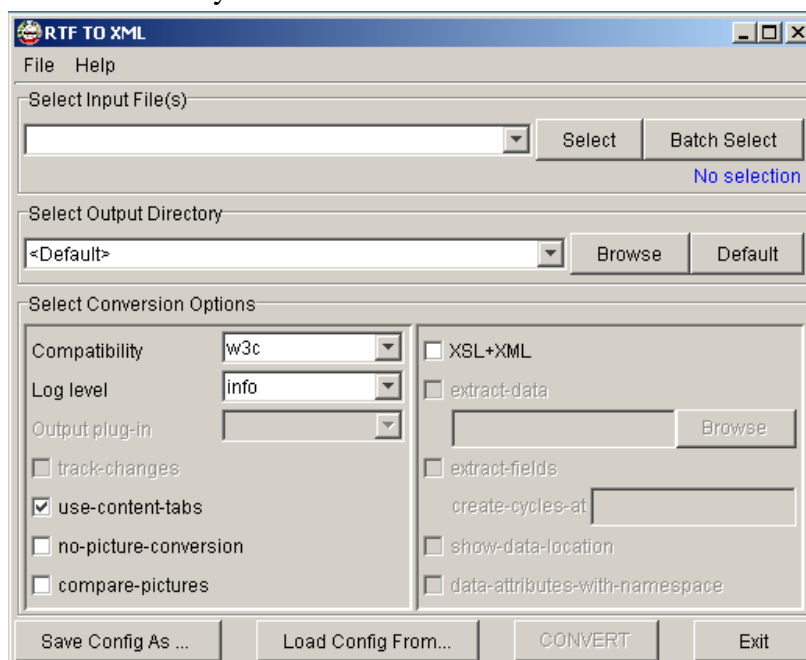 RTF TO XML
File Help
Select Input File(s)
Select Batch Select
No selection
Select Output Directory
<Default> Browse Default
Select Conversion Options
Compatibility w3c
Log level info
Output plug-in
track-changes
use-content-tabs
no-picture-conversion
compare-pictures
XSL+XML
extract-data
Browse
extract-fields
create-cycles-at
show-data-location
data-attributes-with-namespace
Save Config As ... Load Config From... CONVERT Exit